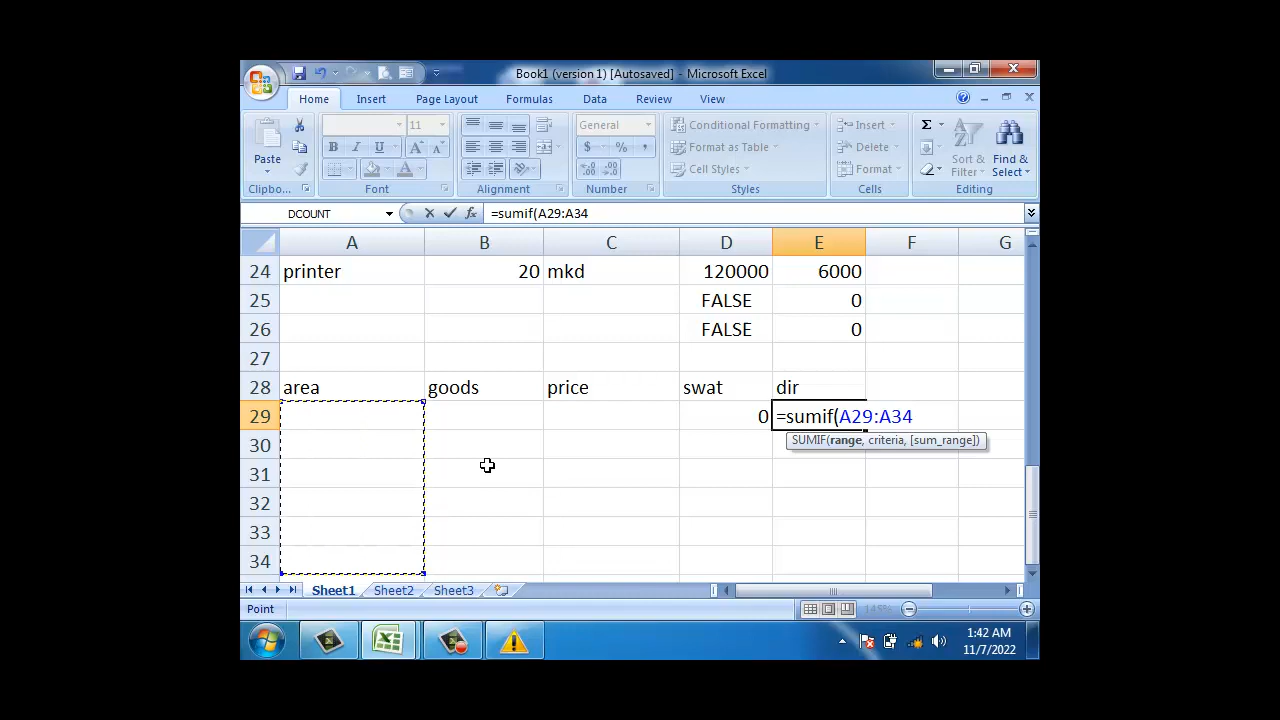 Book1 (version 1) [Autosaved] - Microsoft Excel
Home Insert Page Layout Formulas Data Review View
Paste
11
General
Conditional Formatting
Format as Table
Cell Styles
Insert
Delete
Format
Σ
Sort &
Filter
Find &
Select
B I U A A
$ % ,
Clipbo... Font Alignment Number Styles Cells Editing
DCOUNT fx =sumif(A29:A34
A B C D E F G
24 printer 20 mkd 120000 6000
25 FALSE 0
26 FALSE 0
27
28 area goods price swat dir
29 0 =sumif(A29:A34
SUMIF(range, criteria, [sum_range])
30
31
32
33
34
Sheet1 Sheet2 Sheet3
Point
1:42 AM
11/7/2022